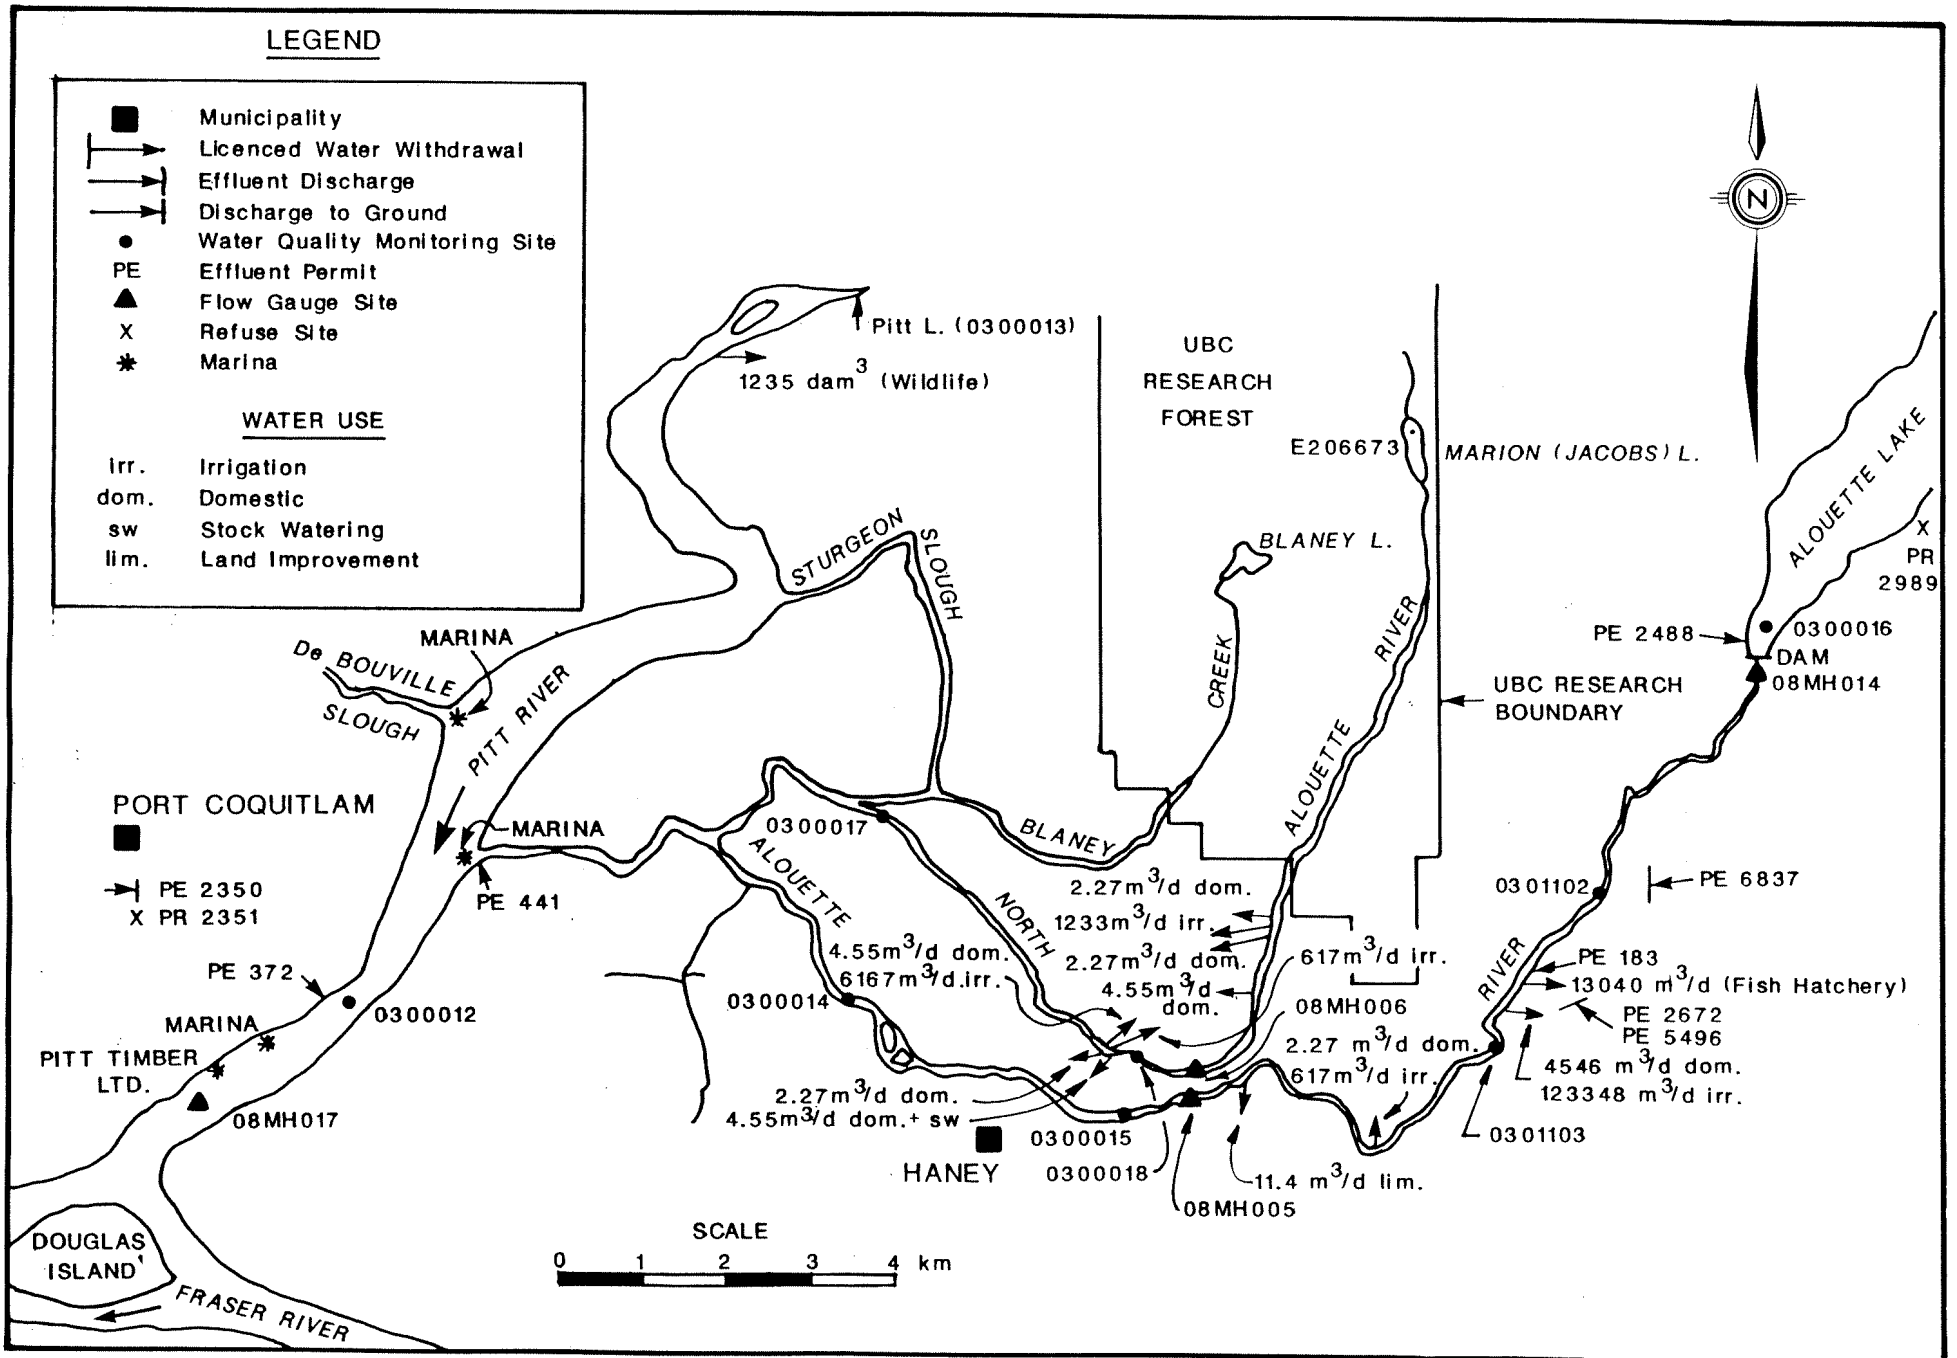 LEGEND
Municipality
Licenced Water Withdrawal
Effluent Discharge
Discharge to Ground
Water Quality Monitoring Site
PE Effluent Permit
Flow Gauge Site
X Refuse Site
Marina
WATER USE
irr. Irrigation
dom. Domestic
sw Stock Watering
lim. Land Improvement
N
Pitt L. (0300013)
1235 dam³ (Wildlife)
UBC
RESEARCH
FOREST
E206673
MARION (JACOBS) L.
ALOUETTE LAKE
X
PR
2989
STURGEON
SLOUGH
BLANEY L.
CREEK
RIVER
ALOUETTE
PE 2488
0300016
DAM
08MH014
UBC RESEARCH
BOUNDARY
MARINA
De BOUVILLE
SLOUGH
PITT RIVER
PORT COQUITLAM
MARINA
PE 2350
X PR 2351
PE 441
0300017
BLANEY
ALOUETTE
NORTH
2.27m³/d dom.
1233m³/d irr.
2.27m³/d dom.
4.55m³/d
dom.
4.55m³/d dom.
6167m³/d.irr.
617m³/d irr.
08MH006
0301102
PE 6837
RIVER
PE 183
13040 m³/d (Fish Hatchery)
PE 2672
PE 5496
4546 m³/d dom.
123348 m³/d irr.
PE 372
0300012
MARINA
PITT TIMBER
LTD.
08MH017
0300014
2.27m³/d dom.
4.55m³/d dom.+ sw
2.27 m³/d dom.
617m³/d irr.
0301103
0300015
HANEY
0300018
11.4 m³/d lim.
08MH005
SCALE
0 1 2 3 4 km
DOUGLAS
ISLAND
FRASER RIVER